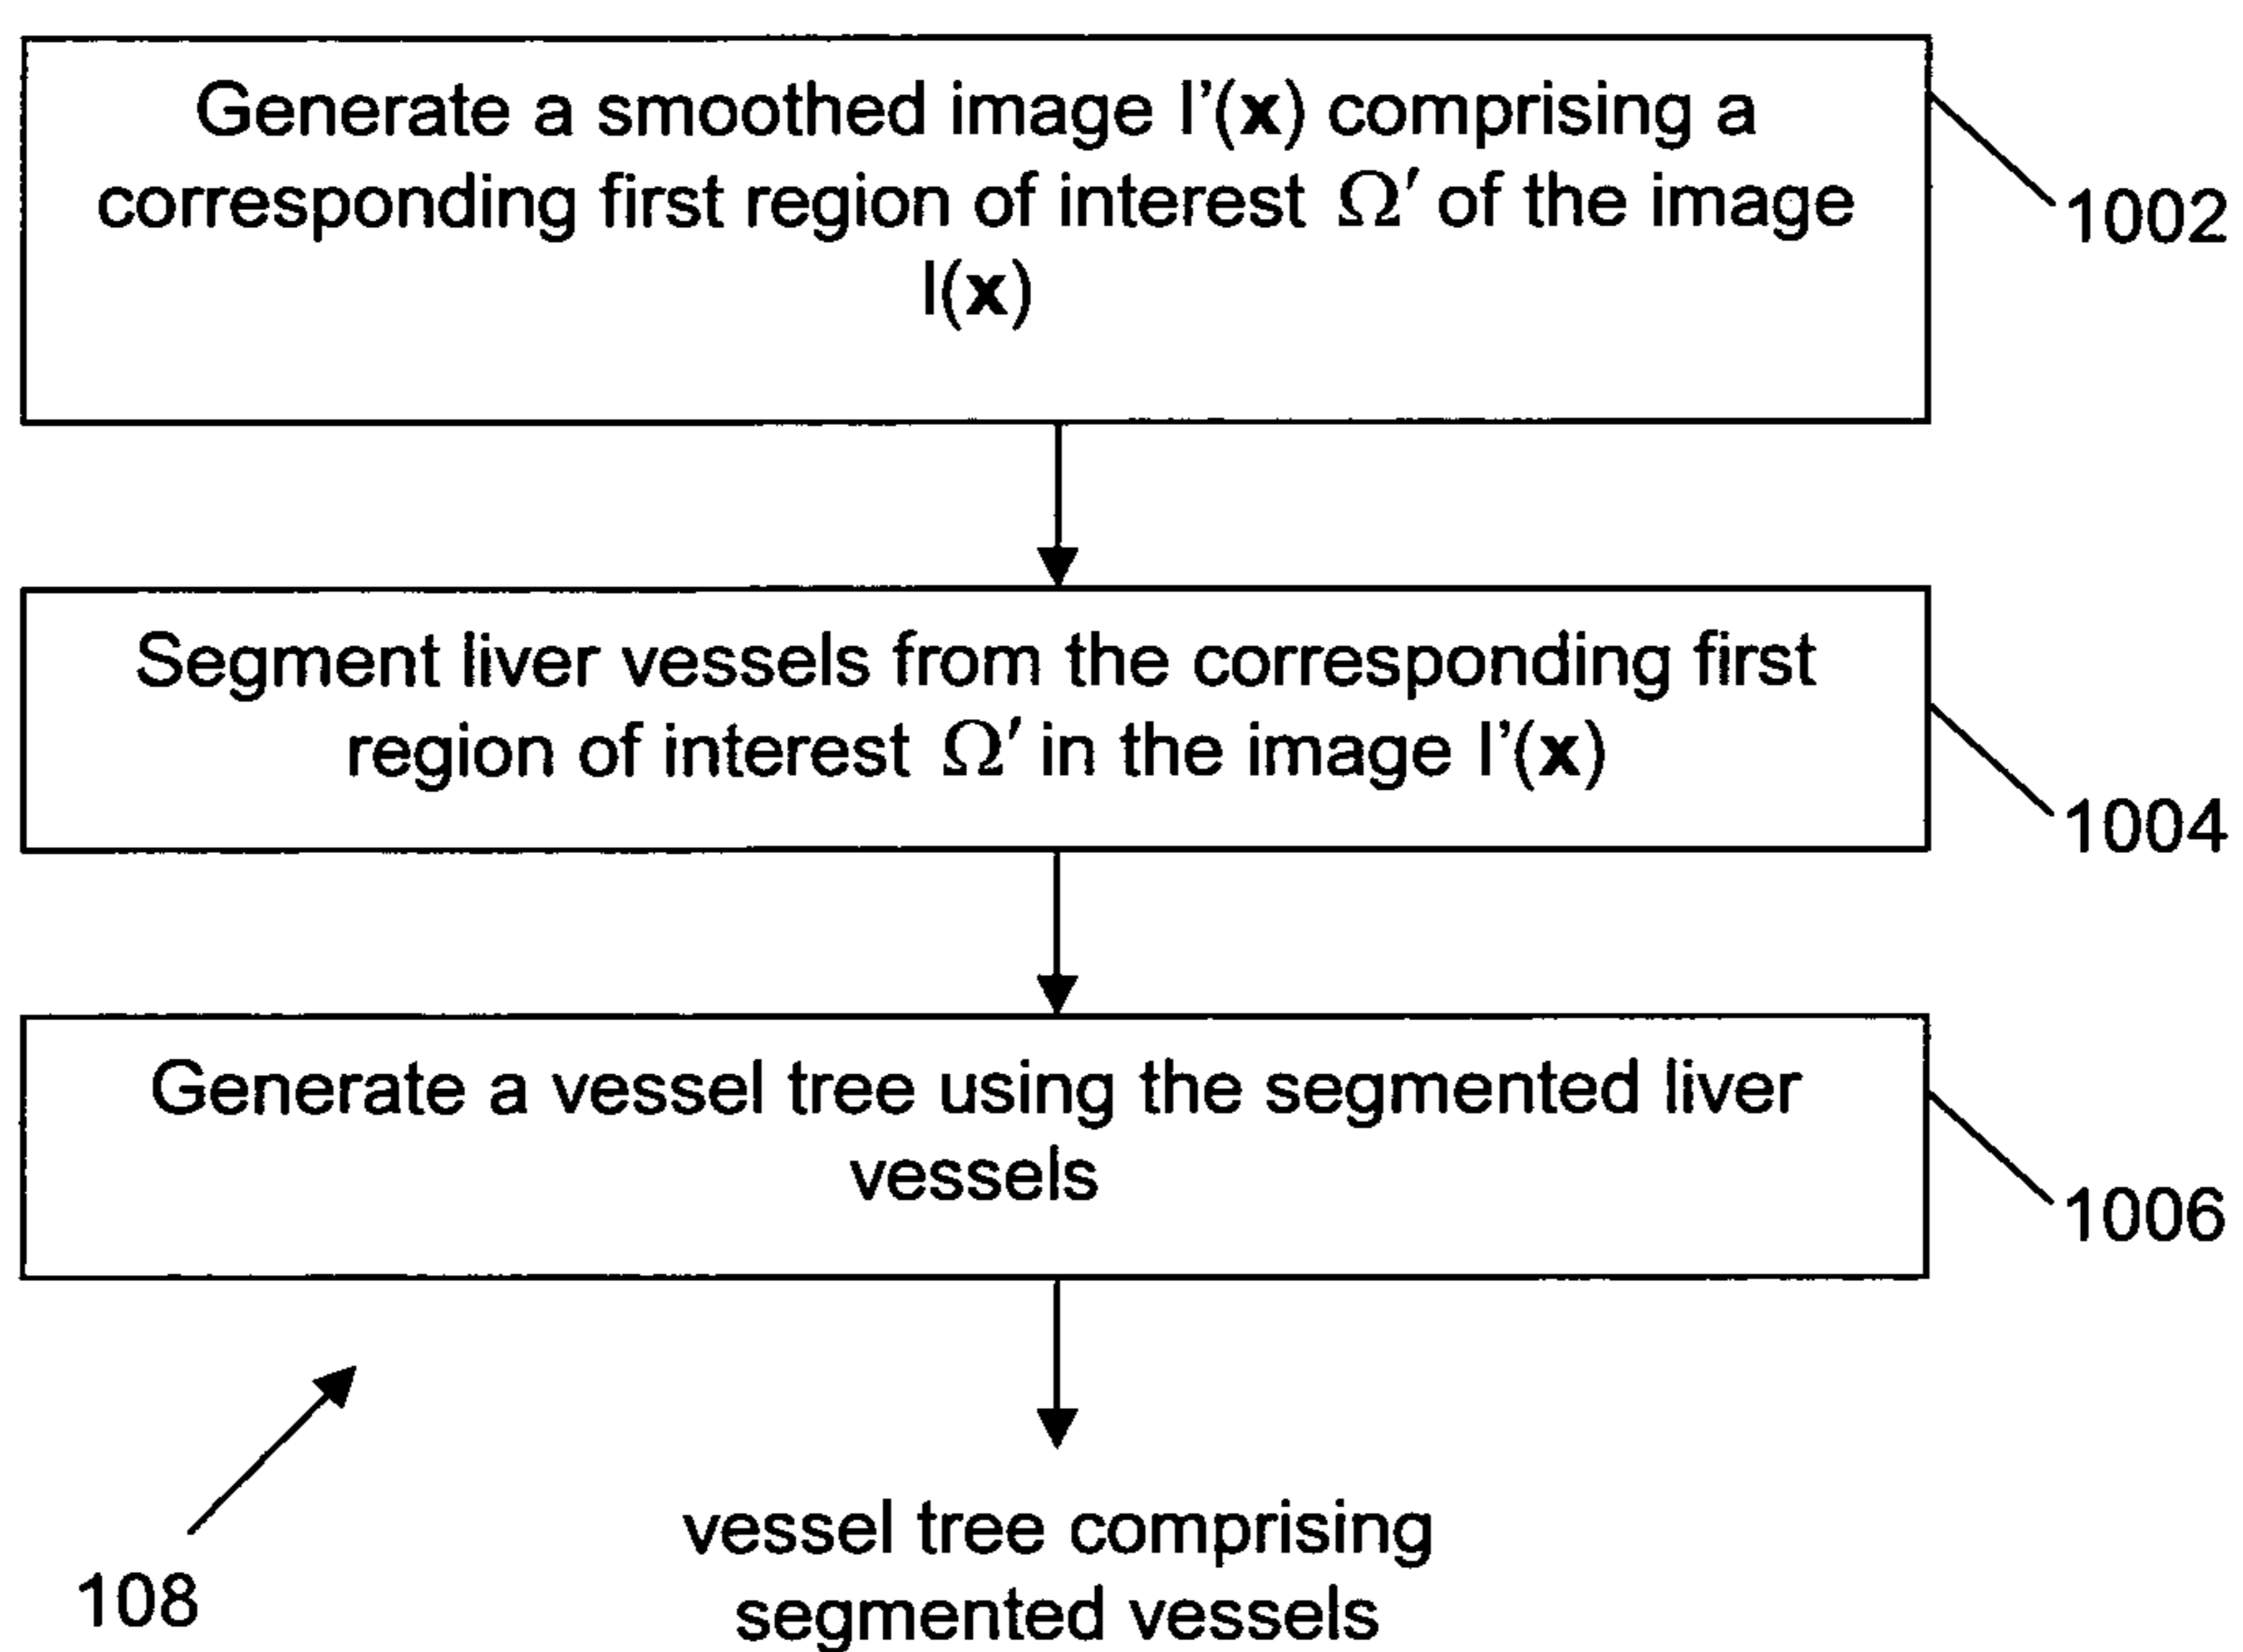 Generate a smoothed image I'(x) comprising a
corresponding first region of interest Ω′ of the image
I(x)
1002
Segment liver vessels from the corresponding first
region of interest Ω′ in the image I'(x)
1004
Generate a vessel tree using the segmented liver
vessels
1006
108
vessel tree comprising
segmented vessels